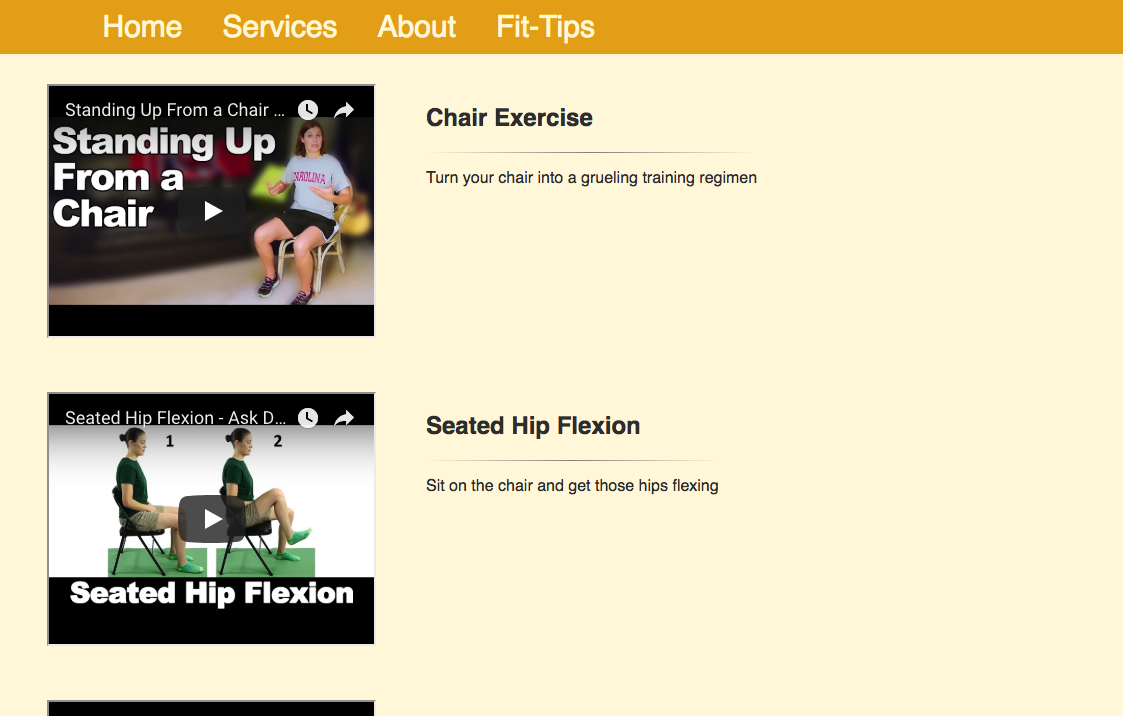 Home Services About Fit-Tips
Standing Up From a Chair ...
Standing Up
From a
Chair
CAROLINA
Chair Exercise
Turn your chair into a grueling training regimen
Seated Hip Flexion - Ask D...
1 2
Seated Hip Flexion
Seated Hip Flexion
Sit on the chair and get those hips flexing